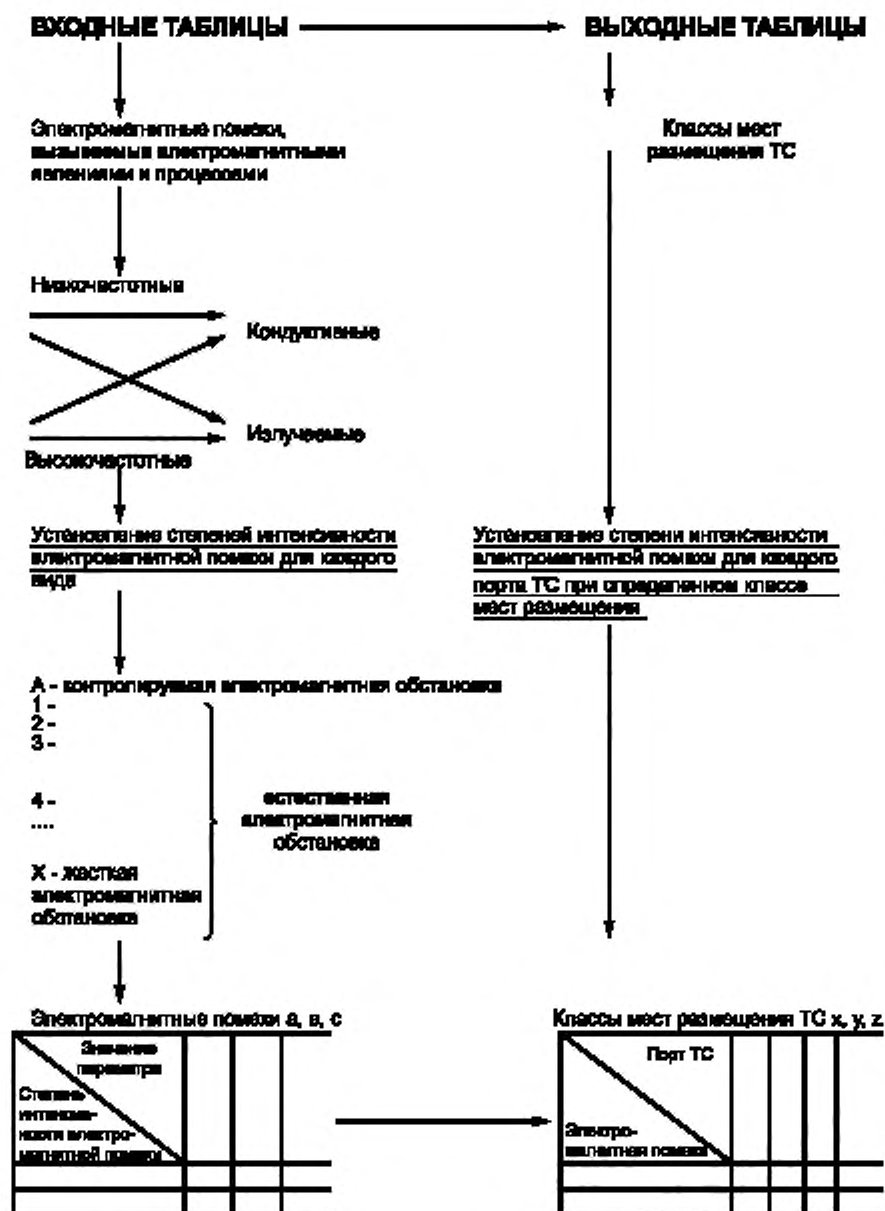 ВХОДНЫЕ ТАБЛИЦЫ
ВЫХОДНЫЕ ТАБЛИЦЫ
Электромагнитные помехи,
вызываемые электромагнитными
явлениями и процессами
Классы мест
размещения ТС
Низкочастотные
Кондуктивные
Излучаемые
Высокочастотные
Установление степеней интенсивности
электромагнитной помехи для каждого
вида
Установление степени интенсивности
электромагнитной помехи для каждого
порта ТС при определенном классе
мест размещения
А - контролируемая электромагнитная обстановка
1 -
2 -
3 -
4 -
....
естественная
электромагнитная
обстановка
Х - жесткая
электромагнитная
обстановка
Электромагнитные помехи а, в, с
Значение
параметра
Степень
интенсив-
ности электро-
магнитной помехи
Классы мест размещения ТС x, y, z
Порт ТС
Электро-
магнитная помеха